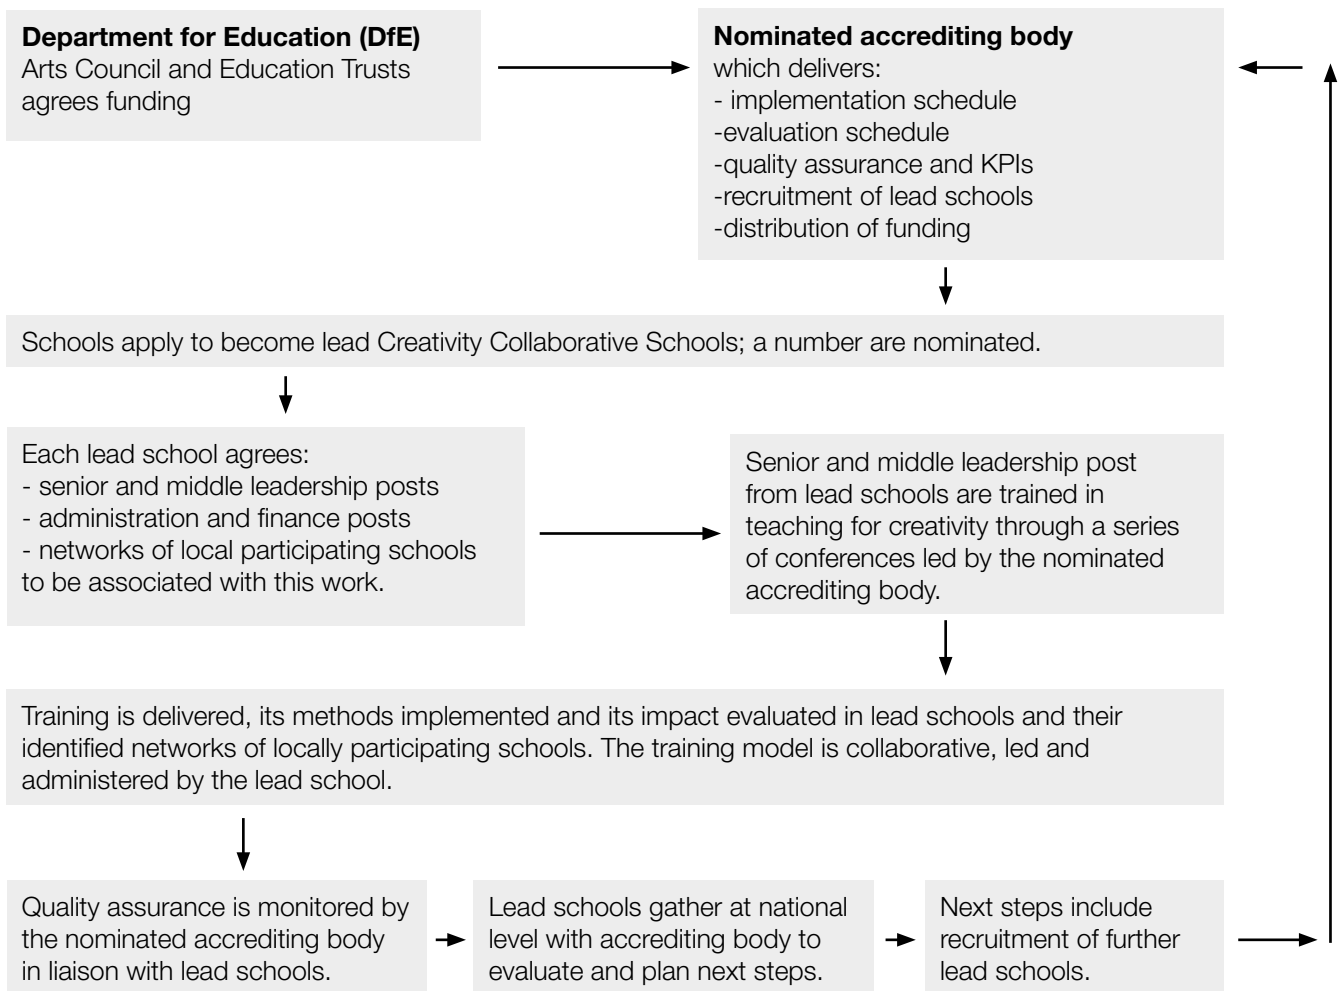 Department for Education (DfE)
Arts Council and Education Trusts
agrees funding
Nominated accrediting body
which delivers:
- implementation schedule
-evaluation schedule
-quality assurance and KPIs
-recruitment of lead schools
-distribution of funding
Schools apply to become lead Creativity Collaborative Schools; a number are nominated.
Each lead school agrees:
- senior and middle leadership posts
- administration and finance posts
- networks of local participating schools
to be associated with this work.
Senior and middle leadership post
from lead schools are trained in
teaching for creativity through a series
of conferences led by the nominated
accrediting body.
Training is delivered, its methods implemented and its impact evaluated in lead schools and their
identified networks of locally participating schools. The training model is collaborative, led and
administered by the lead school.
Quality assurance is monitored by
the nominated accrediting body
in liaison with lead schools.
Lead schools gather at national
level with accrediting body to
evaluate and plan next steps.
Next steps include
recruitment of further
lead schools.